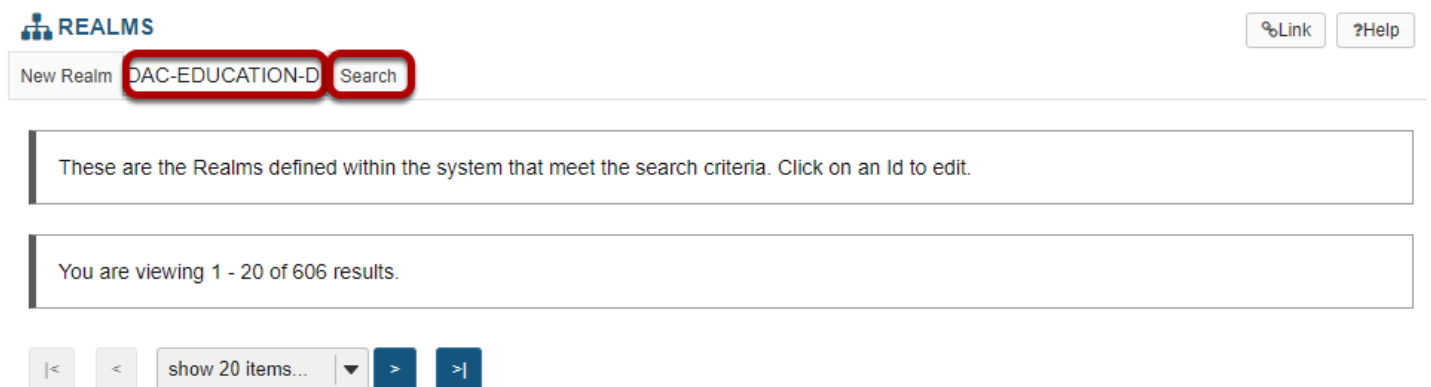 REALMS
Link ?Help
New Realm DAC-EDUCATION-D Search
These are the Realms defined within the system that meet the search criteria. Click on an Id to edit.
You are viewing 1 - 20 of 606 results.
|< < show 20 items... > >|